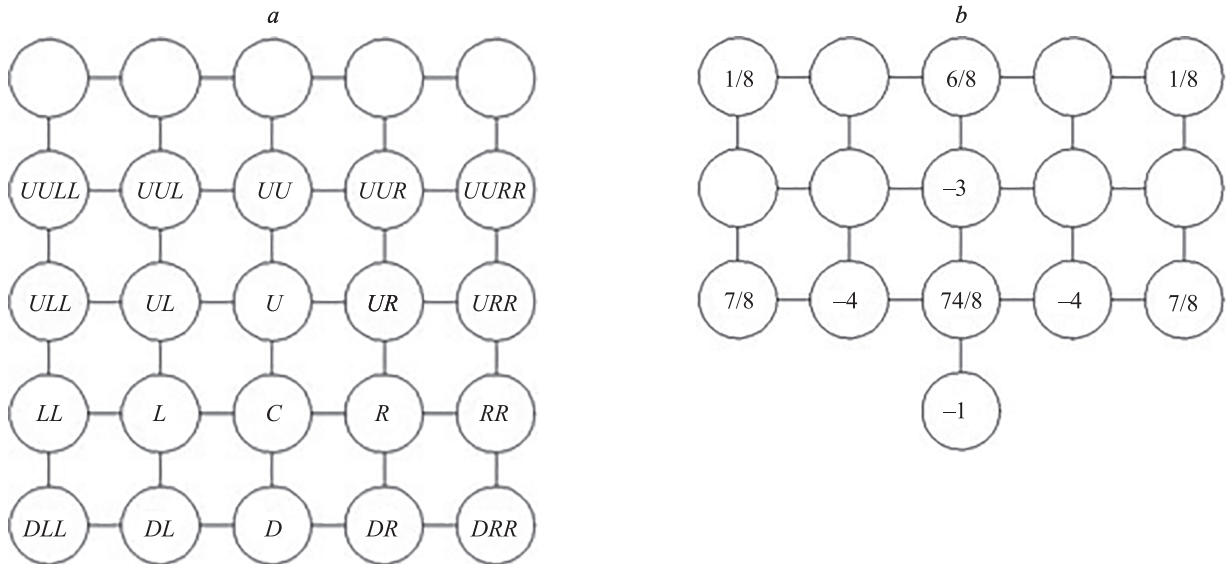 a b
1/8 6/8 1/8
UULL UUL UU UUR UURR
–3
ULL UL U UR URR
7/8 –4 74/8 –4 7/8
LL L C R RR
–1
DLL DL D DR DRR